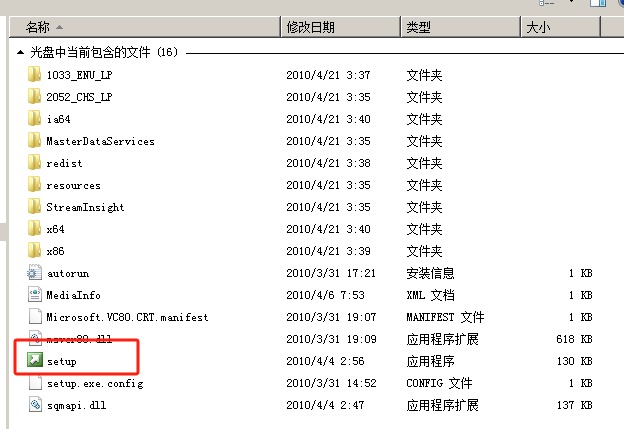 名称 修改日期 类型 大小
光盘中当前包含的文件 (16)
1033_ENU_LP 2010/4/21 3:37 文件夹
2052_CHS_LP 2010/4/21 3:35 文件夹
ia64 2010/4/21 3:40 文件夹
MasterDataServices 2010/4/21 3:35 文件夹
redist 2010/4/21 3:38 文件夹
resources 2010/4/21 3:35 文件夹
StreamInsight 2010/4/21 3:35 文件夹
x64 2010/4/21 3:40 文件夹
x86 2010/4/21 3:39 文件夹
autorun 2010/3/31 17:21 安装信息 1 KB
MediaInfo 2010/4/6 7:53 XML 文档 1 KB
Microsoft.VC80.CRT.manifest 2010/3/31 19:07 MANIFEST 文件 1 KB
msvcr80.dll 2010/3/31 19:09 应用程序扩展 618 KB
setup 2010/4/4 2:56 应用程序 130 KB
setup.exe.config 2010/3/31 14:52 CONFIG 文件 1 KB
sqmapi.dll 2010/4/4 2:47 应用程序扩展 137 KB